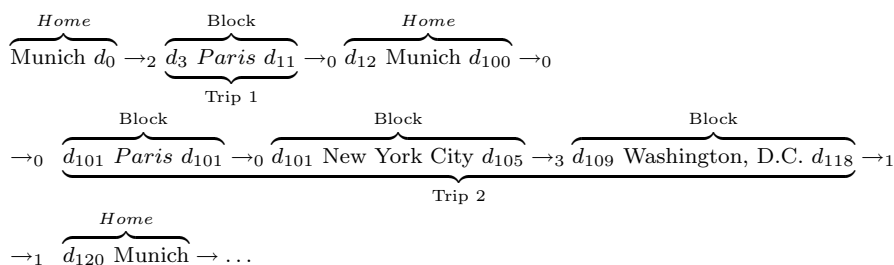 Home Block Home
Munich d₀ →₂ d₃ Paris d₁₁ →₀ d₁₂ Munich d₁₀₀ →₀
Trip 1
Block Block Block
→₀ d₁₀₁ Paris d₁₀₁ →₀ d₁₀₁ New York City d₁₀₅ →₃ d₁₀₉ Washington, D.C. d₁₁₈ →₁
Trip 2
Home
→₁ d₁₂₀ Munich → …